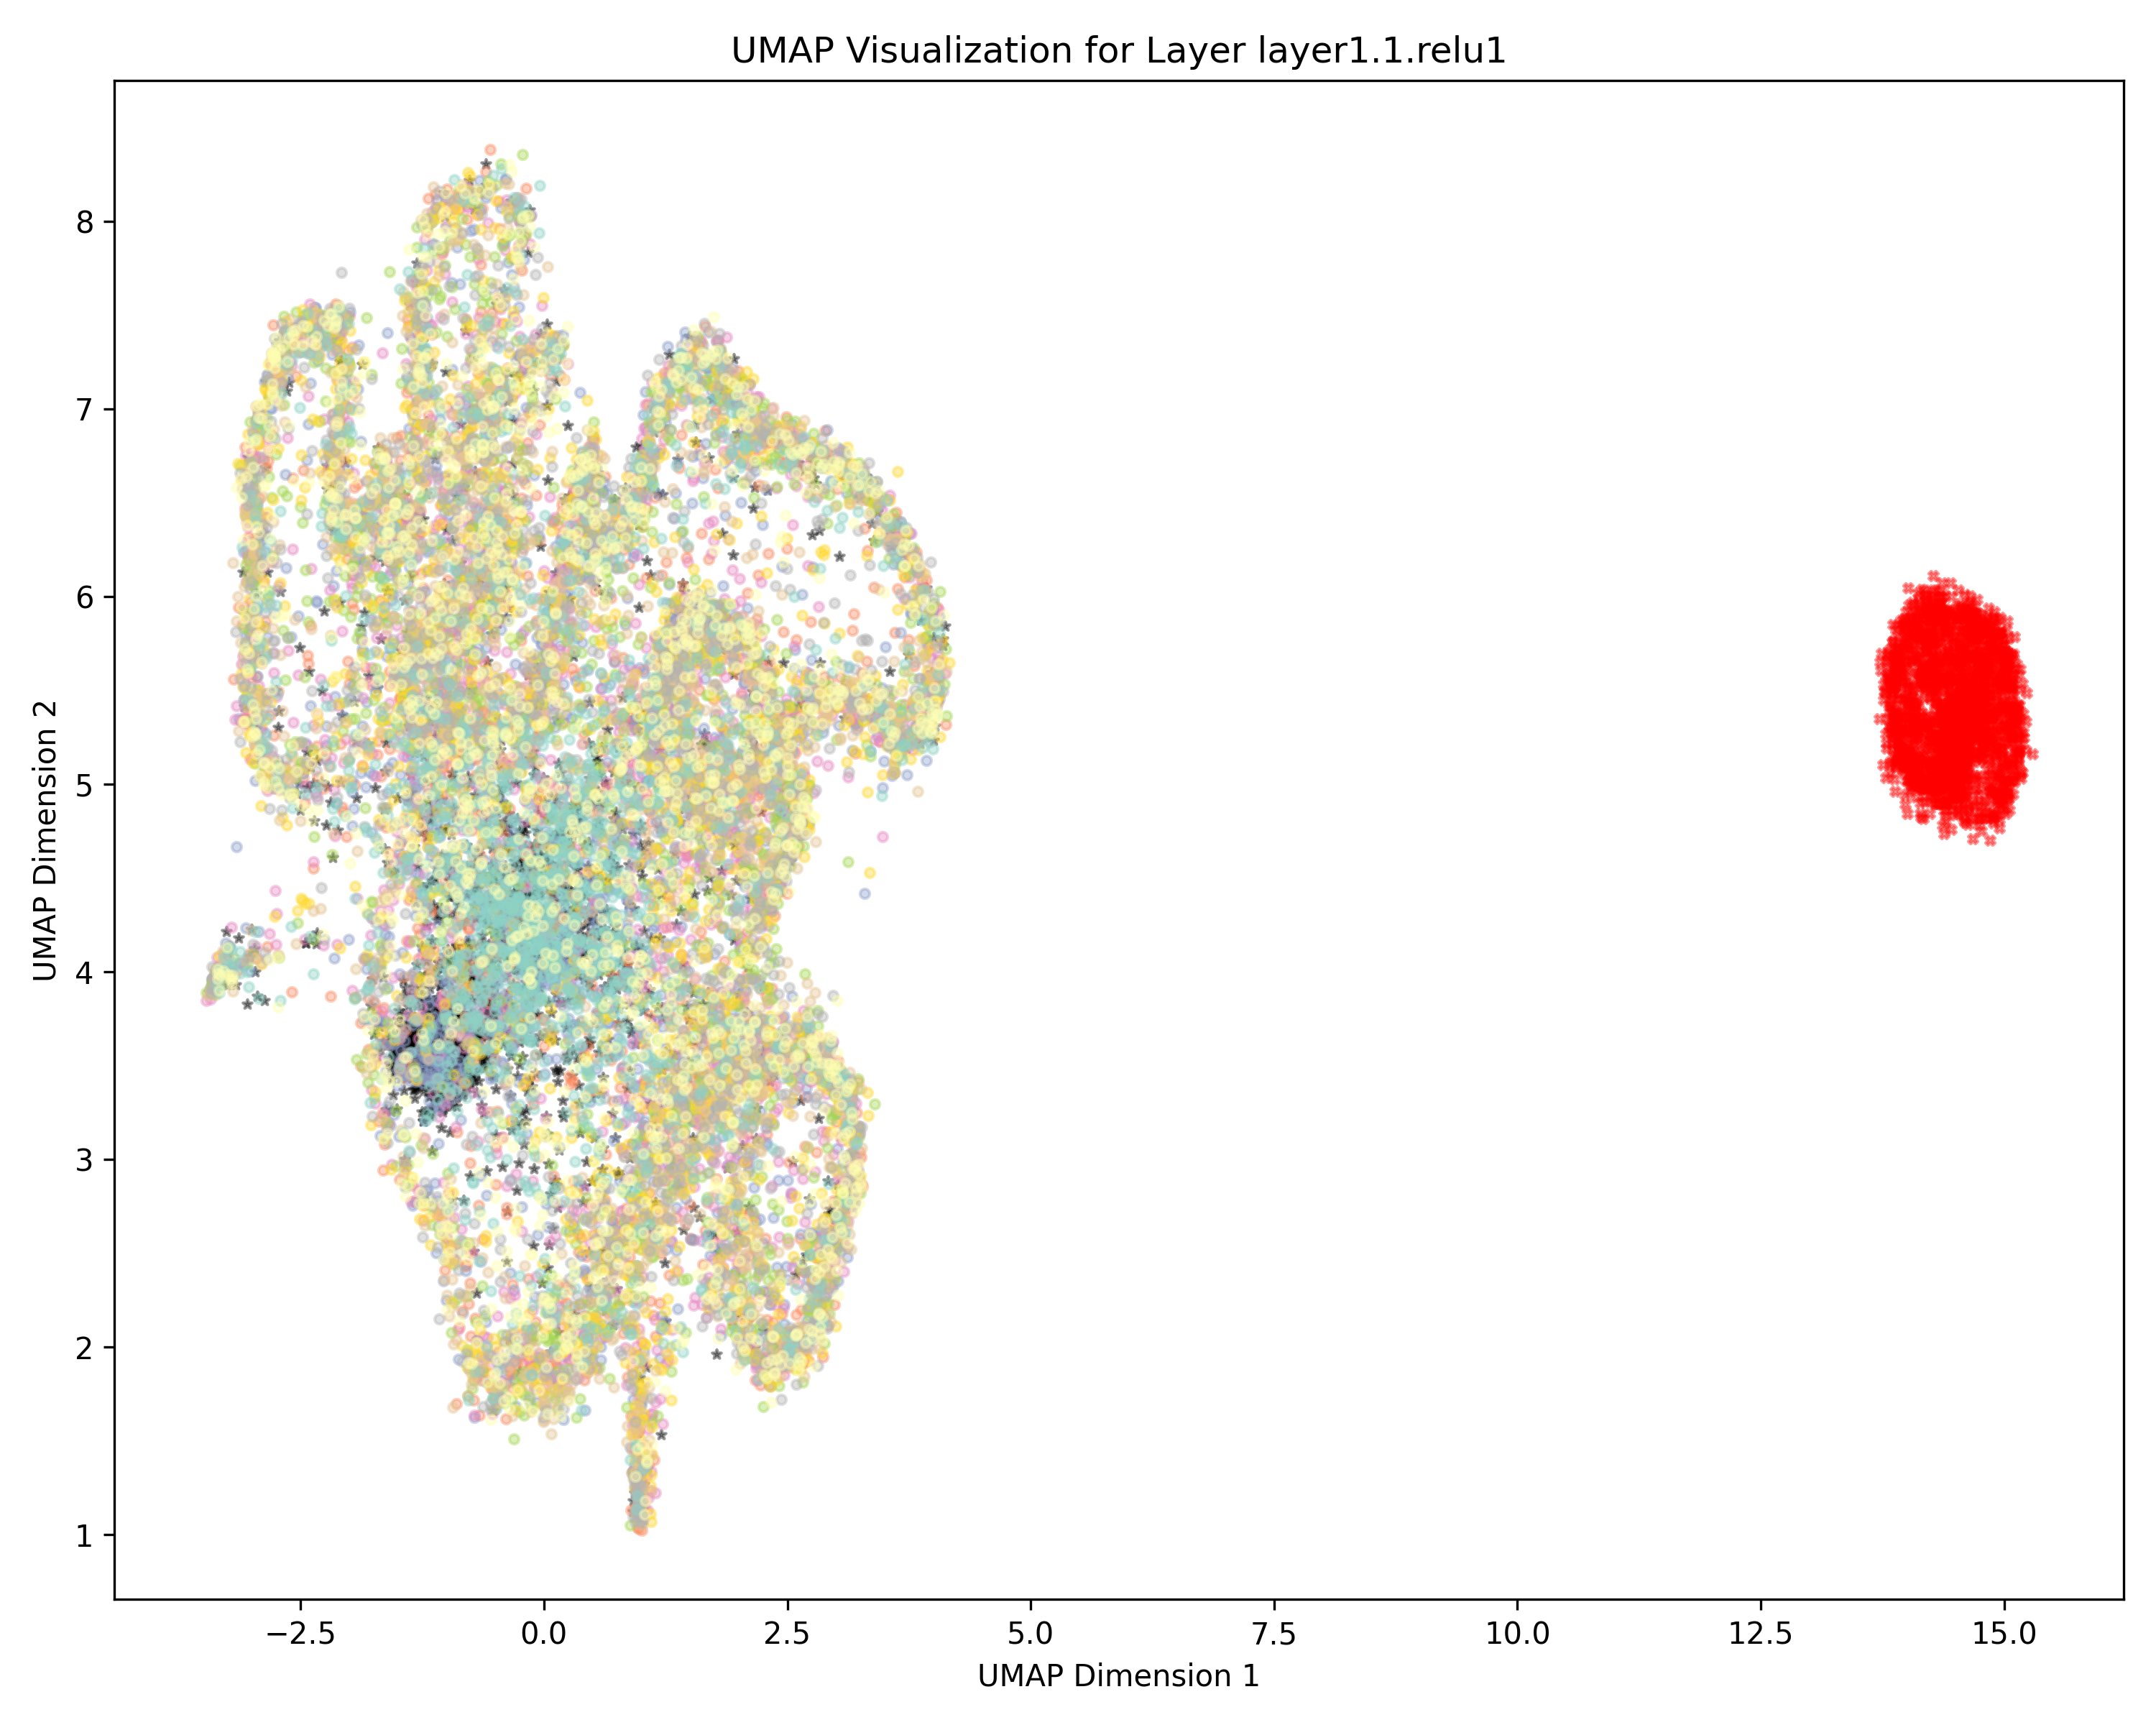 UMAP Visualization for Layer layer1.1.relu1
UMAP Dimension 2
8
7
6
5
4
3
2
1
−2.5 0.0 2.5 5.0 7.5 10.0 12.5 15.0
UMAP Dimension 1